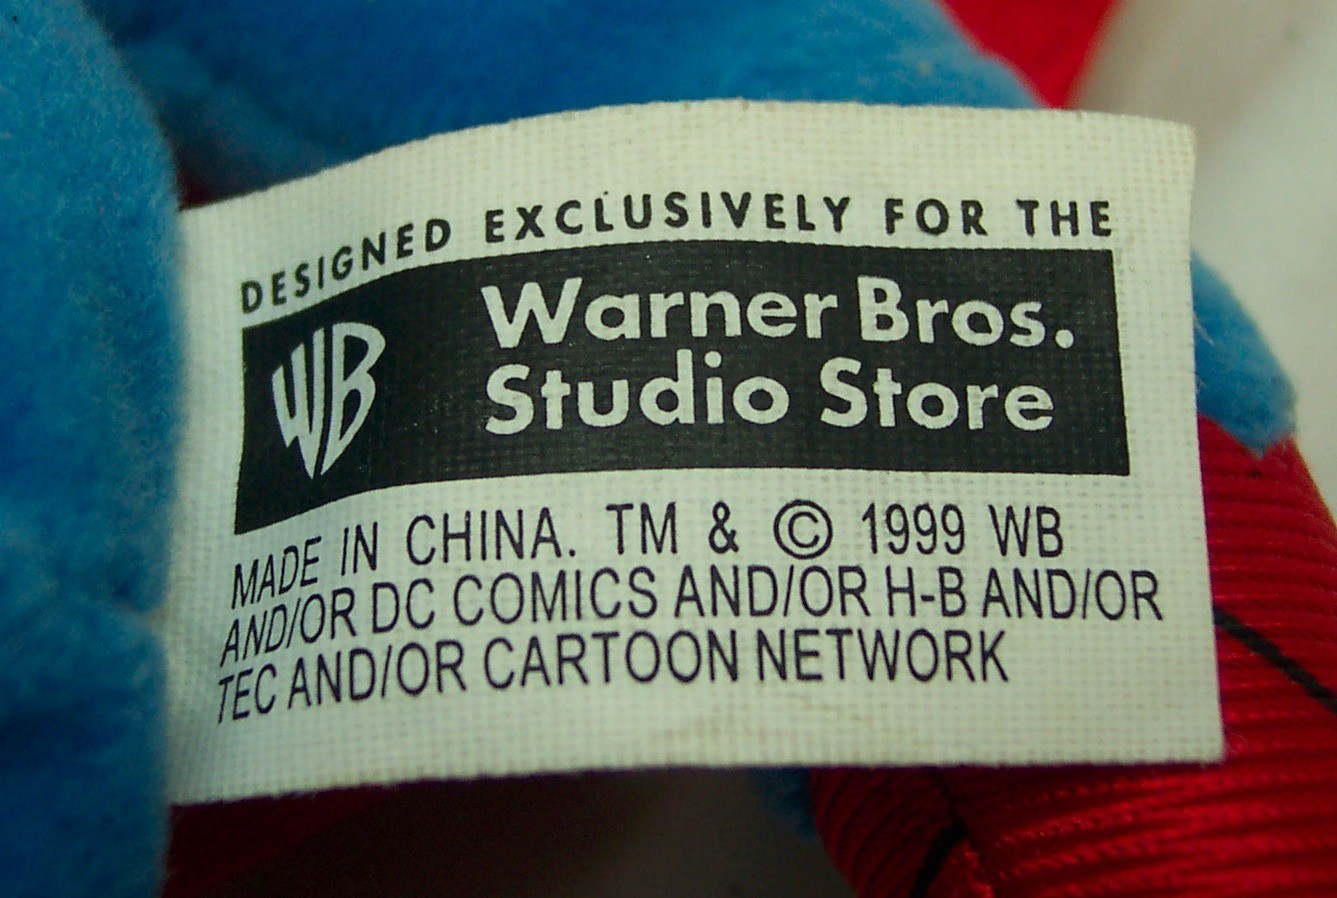 DESIGNED EXCLUSIVELY FOR THE
WB
Warner Bros.
Studio Store
MADE IN CHINA. TM & © 1999 WB
AND/OR DC COMICS AND/OR H-B AND/OR
TEC AND/OR CARTOON NETWORK